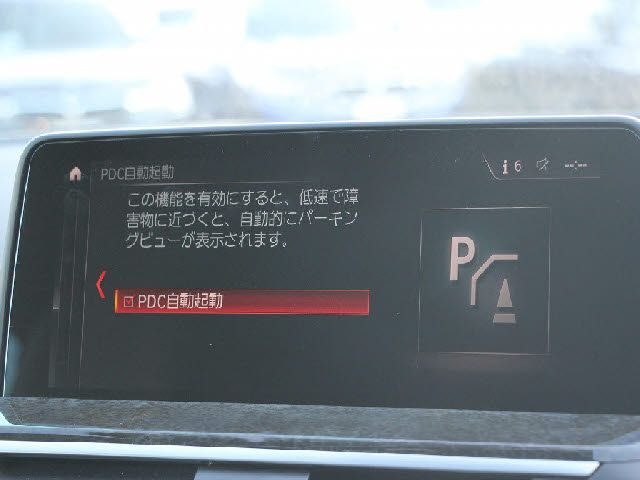 PDC自動起動
i 6
--:--
この機能を有効にすると、低速で障
害物に近づくと、自動的にパーキン
グビューが表示されます。
PDC自動起動
P